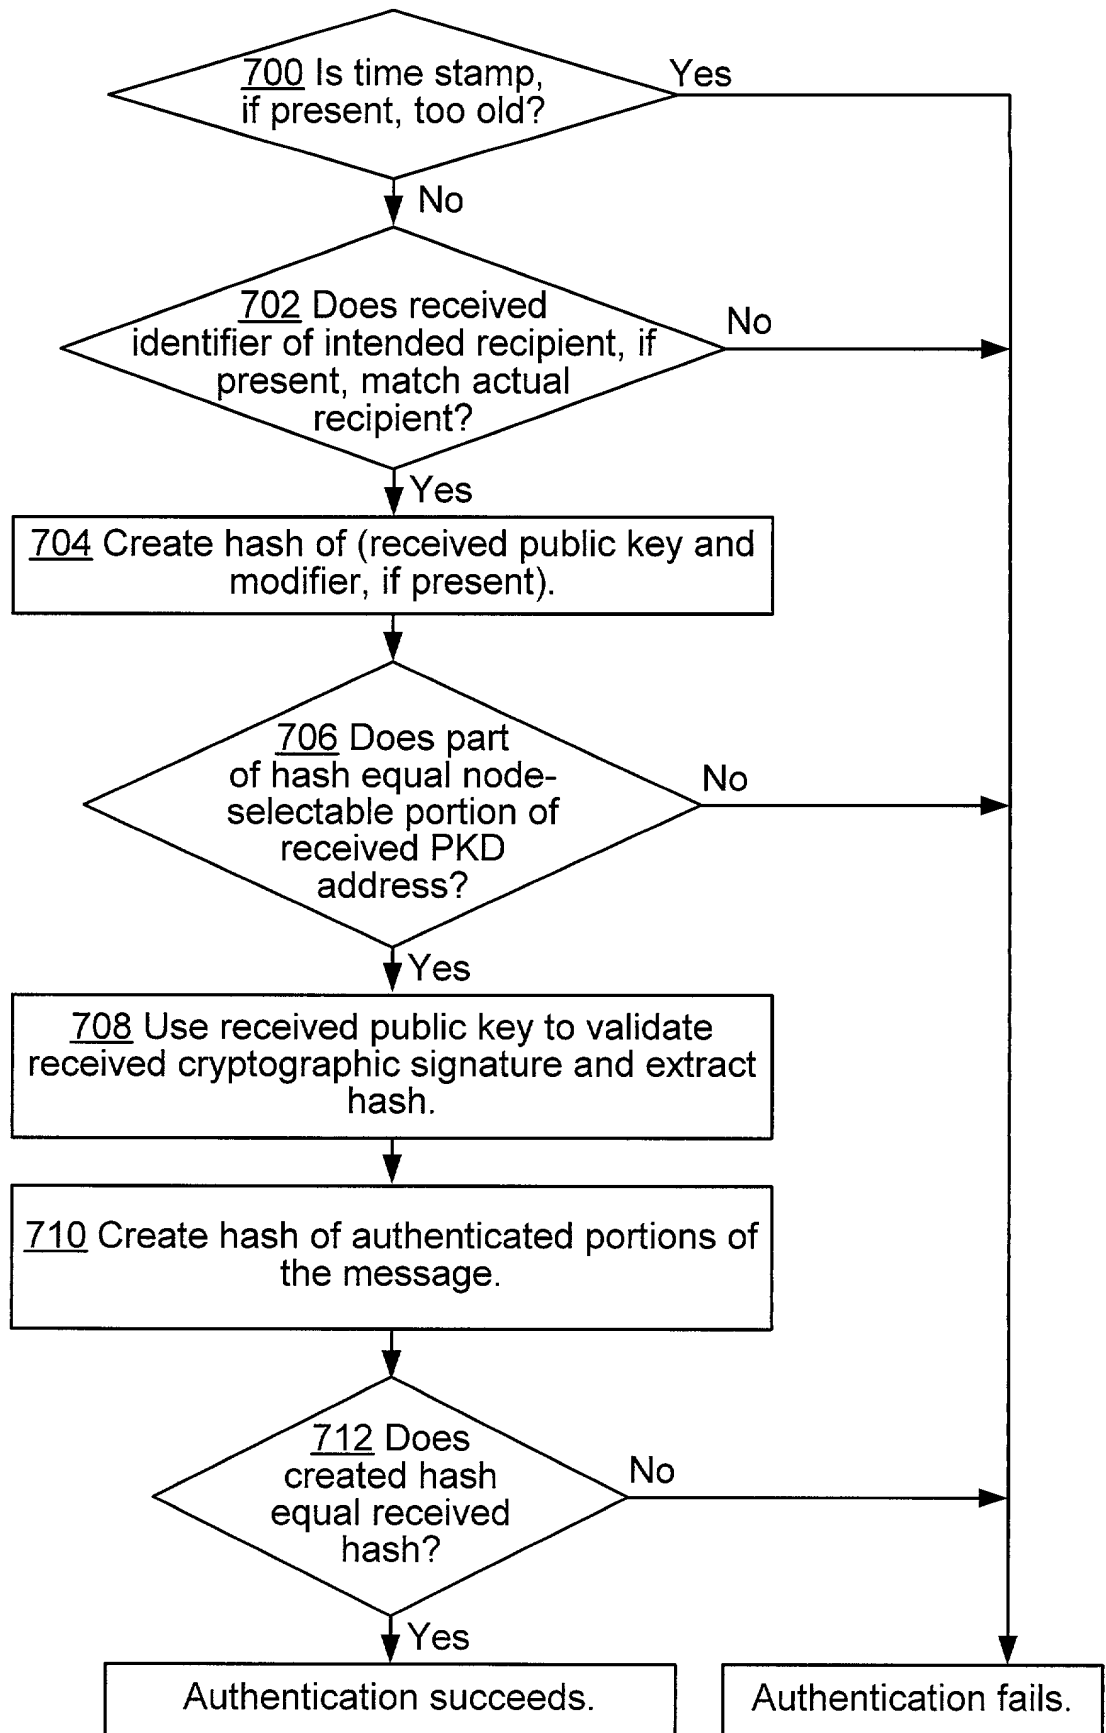 700 Is time stamp,
if present, too old?
Yes
No
702 Does received
identifier of intended recipient, if
present, match actual
recipient?
No
Yes
704 Create hash of (received public key and
modifier, if present).
706 Does part
of hash equal node-
selectable portion of
received PKD
address?
No
Yes
708 Use received public key to validate
received cryptographic signature and extract
hash.
710 Create hash of authenticated portions of
the message.
712 Does
created hash
equal received
hash?
No
Yes
Authentication succeeds.
Authentication fails.